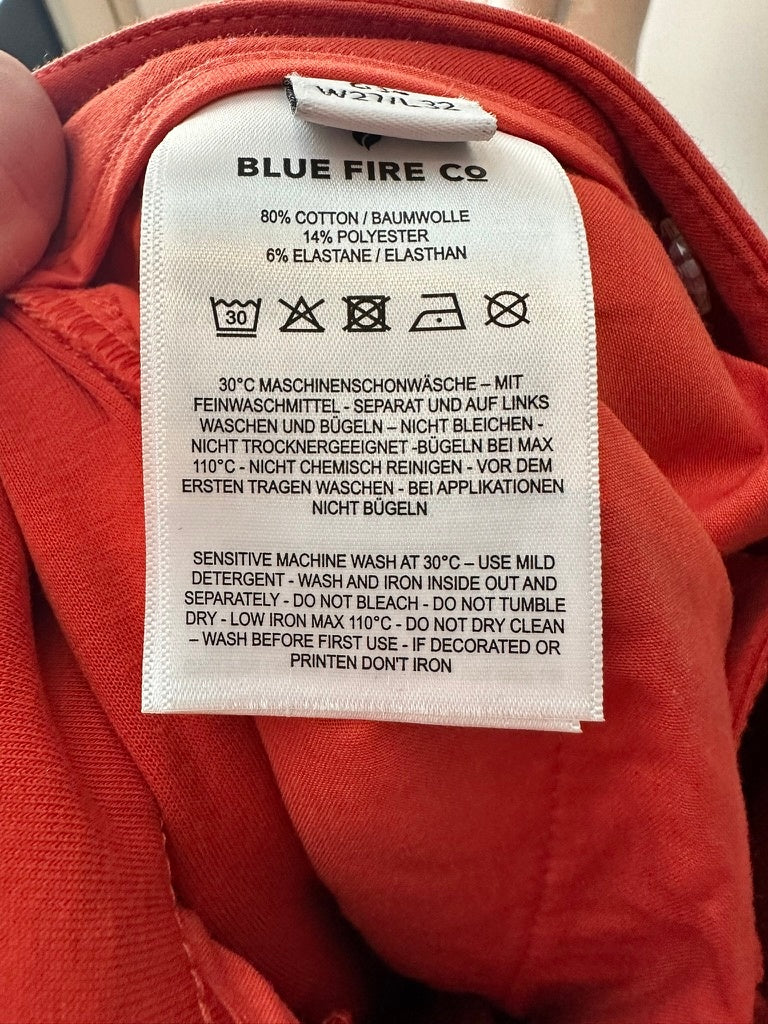 W27/L32
BLUE FIRE Co
80% COTTON / BAUMWOLLE
14% POLYESTER
6% ELASTANE / ELASTHAN
30
30°C MASCHINENSCHONWÄSCHE – MIT
FEINWASCHMITTEL - SEPARAT UND AUF LINKS
WASCHEN UND BÜGELN – NICHT BLEICHEN -
NICHT TROCKNERGEEIGNET -BÜGELN BEI MAX
110°C - NICHT CHEMISCH REINIGEN - VOR DEM
ERSTEN TRAGEN WASCHEN - BEI APPLIKATIONEN
NICHT BÜGELN
SENSITIVE MACHINE WASH AT 30°C – USE MILD
DETERGENT - WASH AND IRON INSIDE OUT AND
SEPARATELY - DO NOT BLEACH - DO NOT TUMBLE
DRY - LOW IRON MAX 110°C - DO NOT DRY CLEAN
– WASH BEFORE FIRST USE - IF DECORATED OR
PRINTEN DON'T IRON